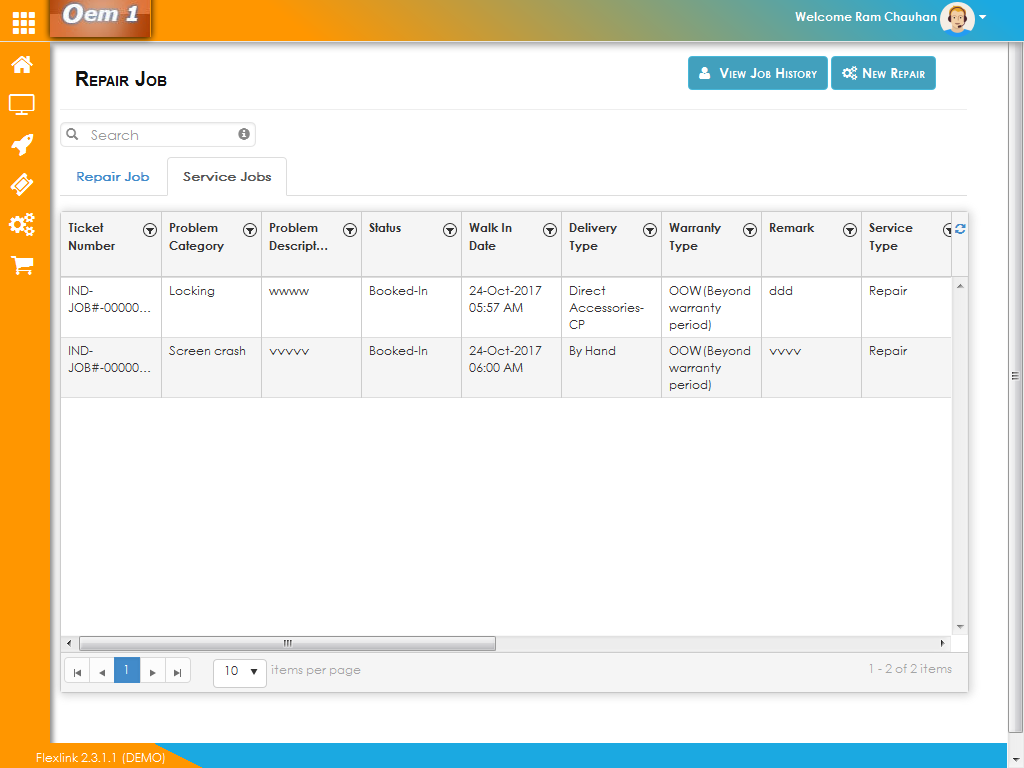 Oem 1
Welcome Ram Chauhan
Repair Job
View Job History
New Repair
Search
Repair Job
Service Jobs
Ticket Number
Problem Category
Problem Descript...
Status
Walk In Date
Delivery Type
Warranty Type
Remark
Service Type
IND-JOB#-00000...
Locking
wwww
Booked-In
24-Oct-2017 05:57 AM
Direct Accessories-CP
OOW(Beyond warranty period)
ddd
Repair
IND-JOB#-00000...
Screen crash
vvvvv
Booked-In
24-Oct-2017 06:00 AM
By Hand
OOW(Beyond warranty period)
vvvv
Repair
1
10
items per page
1 - 2 of 2 items
Flexlink 2.3.1.1 (DEMO)